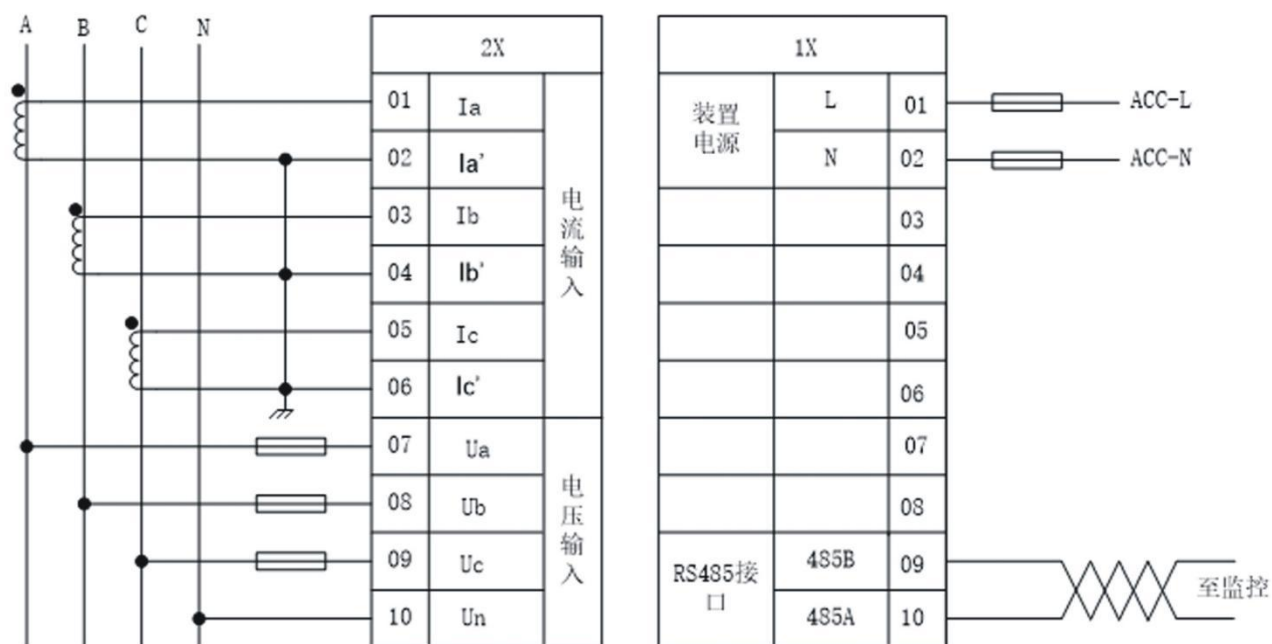 A B C N
2X
01 Ia
02 Ia'
03 Ib
04 Ib'
05 Ic
06 Ic'
电流输入
07 Ua
08 Ub
09 Uc
10 Un
电压输入
1X
装置
电源
L 01 ACC-L
N 02 ACC-N
03
04
05
06
07
08
RS485接
口
485B 09
485A 10
至监控